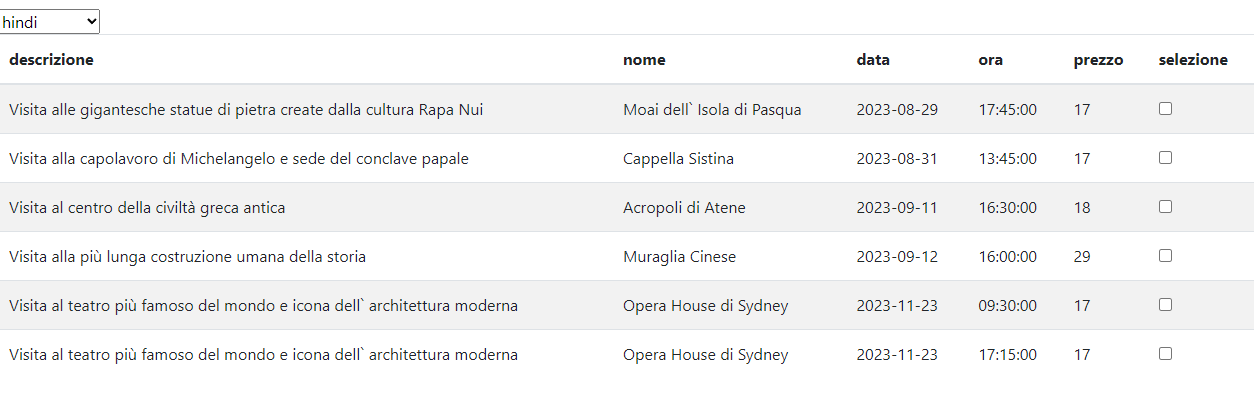 hindi
descrizione nome data ora prezzo selezione
Visita alle gigantesche statue di pietra create dalla cultura Rapa Nui Moai dell` Isola di Pasqua 2023-08-29 17:45:00 17
Visita alla capolavoro di Michelangelo e sede del conclave papale Cappella Sistina 2023-08-31 13:45:00 17
Visita al centro della civiltà greca antica Acropoli di Atene 2023-09-11 16:30:00 18
Visita alla più lunga costruzione umana della storia Muraglia Cinese 2023-09-12 16:00:00 29
Visita al teatro più famoso del mondo e icona dell` architettura moderna Opera House di Sydney 2023-11-23 09:30:00 17
Visita al teatro più famoso del mondo e icona dell` architettura moderna Opera House di Sydney 2023-11-23 17:15:00 17